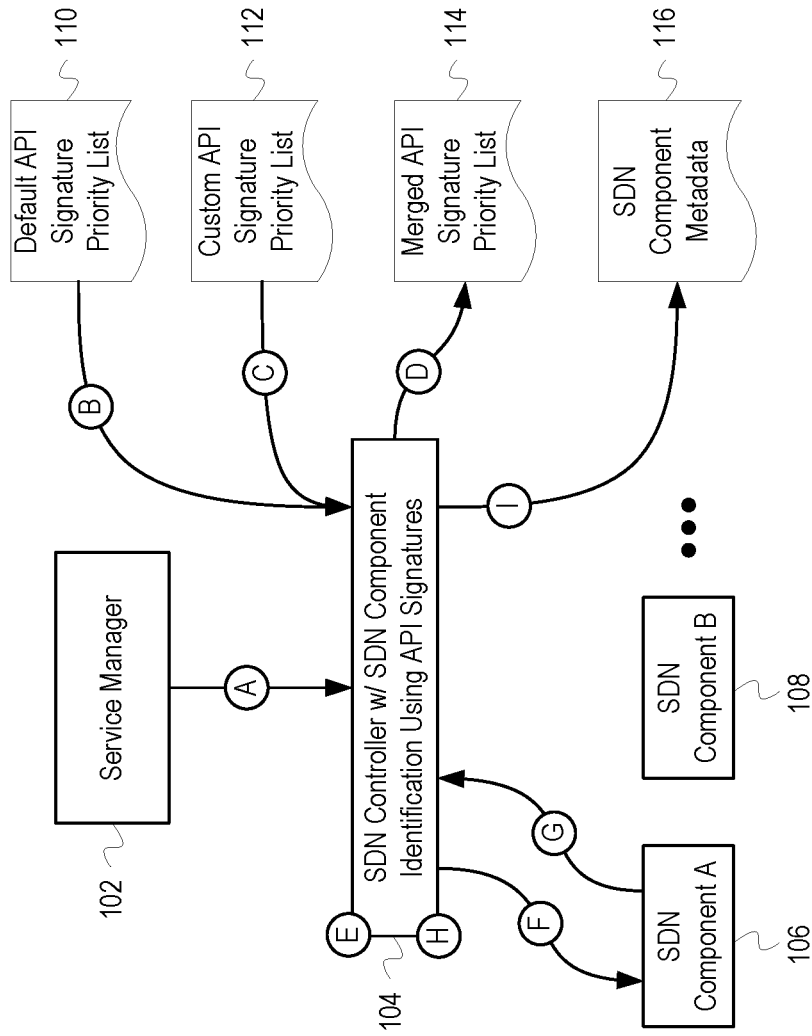 Service Manager
102
A
SDN Controller w/ SDN Component
Identification Using API Signatures
104
E
H
B
C
D
I
F
G
Default API
Signature
Priority List
110
Custom API
Signature
Priority List
112
Merged API
Signature
Priority List
114
SDN
Component
Metadata
116
SDN
Component A
106
SDN
Component B
108